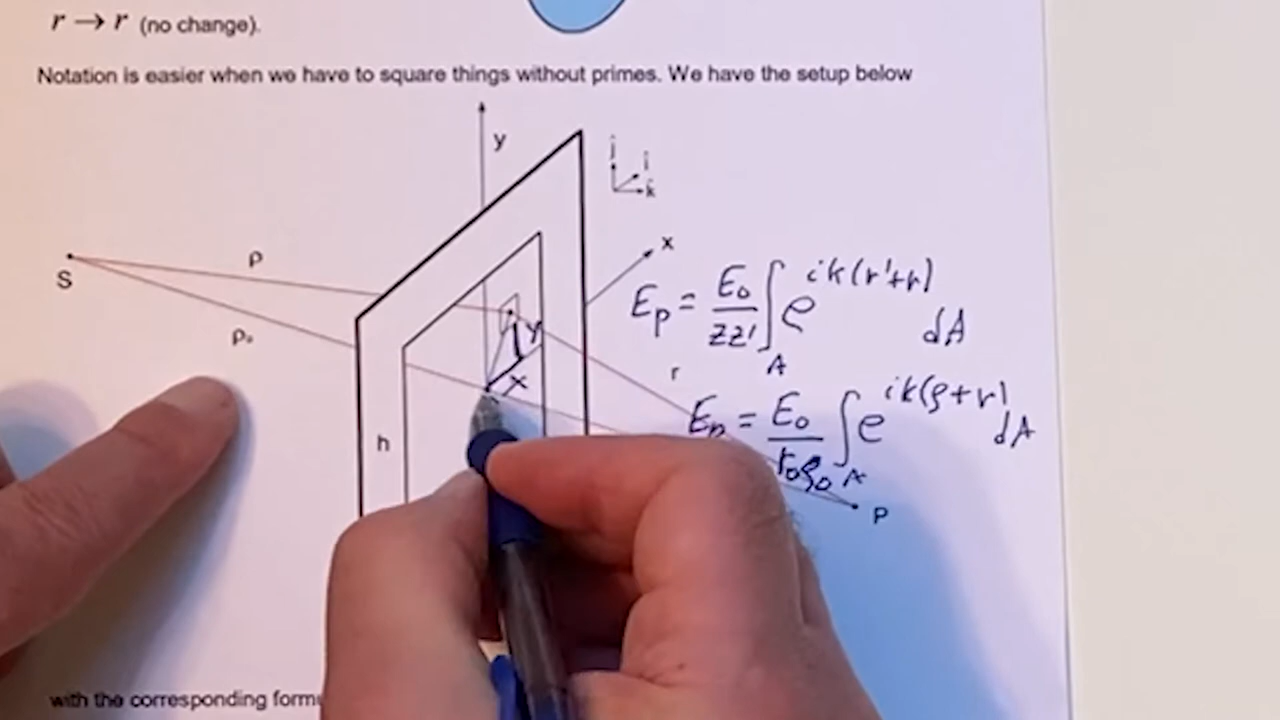 r → r (no change).
Notation is easier when we have to square things without primes. We have the setup below
y
j
i
k
x
S
ρ
ρ₀
E_p = E₀/zz' ∫_A e^{ik(r'+r)} dA
y
x
r
E_p = E₀/r₀ρ₀ ∫_A e^{ik(ρ+r)} dA
h
P
with the corresponding